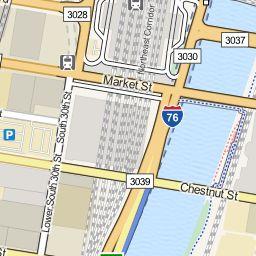 3028
Northeast Corridor
3037
3030
Market St
76
P
South 30th St
Lower South 30th St
3039
Chestnut St